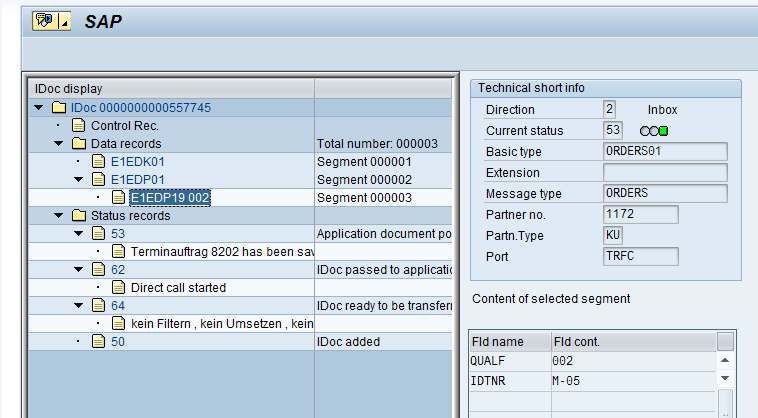 SAP
IDoc display
IDoc 0000000000557745
Control Rec.
Data records Total number: 000003
E1EDK01 Segment 000001
E1EDP01 Segment 000002
E1EDP19 002 Segment 000003
Status records
53 Application document po
Terminauftrag 8202 has been sav
62 IDoc passed to applicatio
Direct call started
64 IDoc ready to be transferr
kein Filtern , kein Umsetzen , kein
50 IDoc added
Technical short info
Direction 2 Inbox
Current status 53
Basic type ORDERS01
Extension
Message type ORDERS
Partner no. 1172
Partn.Type KU
Port TRFC
Content of selected segment
Fld name Fld cont.
QUALF 002
IDTNR M-05